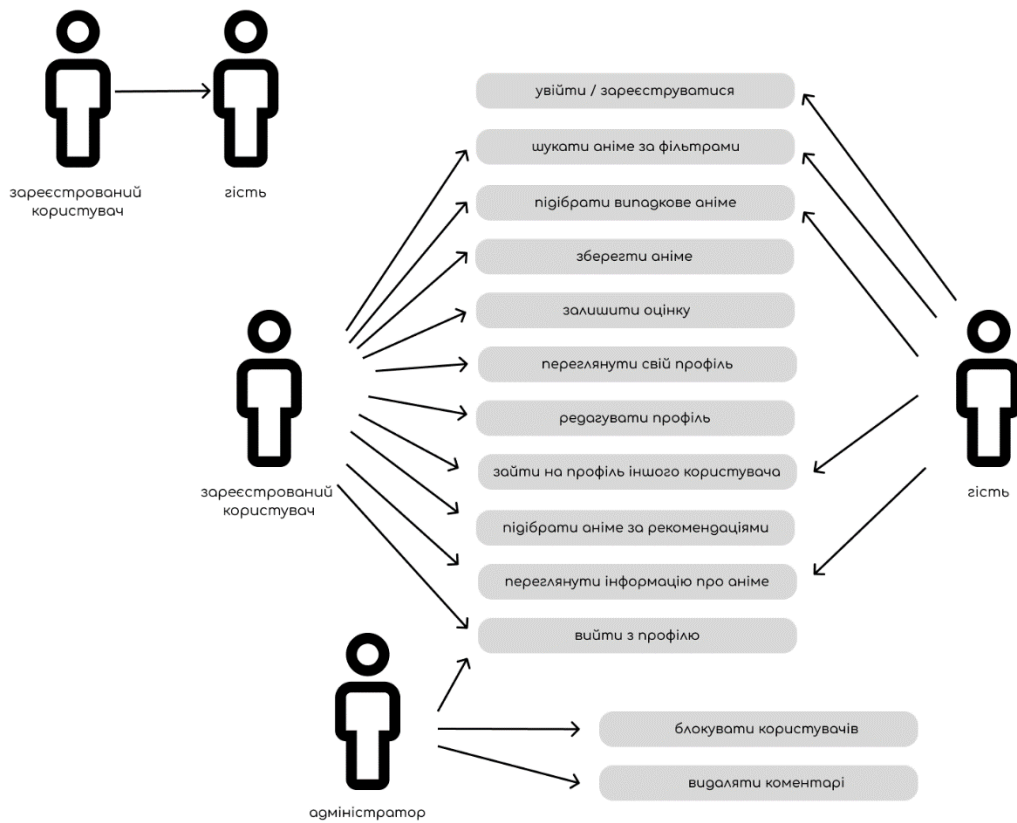 зареєстрований
користувач
гість
увійти / зареєструватися
шукати аніме за фільтрами
підібрати випадкове аніме
зберегти аніме
залишити оцінку
переглянути свій профіль
редагувати профіль
зайти на профіль іншого користувача
підібрати аніме за рекомендаціями
переглянути інформацію про аніме
вийти з профілю
зареєстрований
користувач
гість
блокувати користувачів
видаляти коментарі
адміністратор